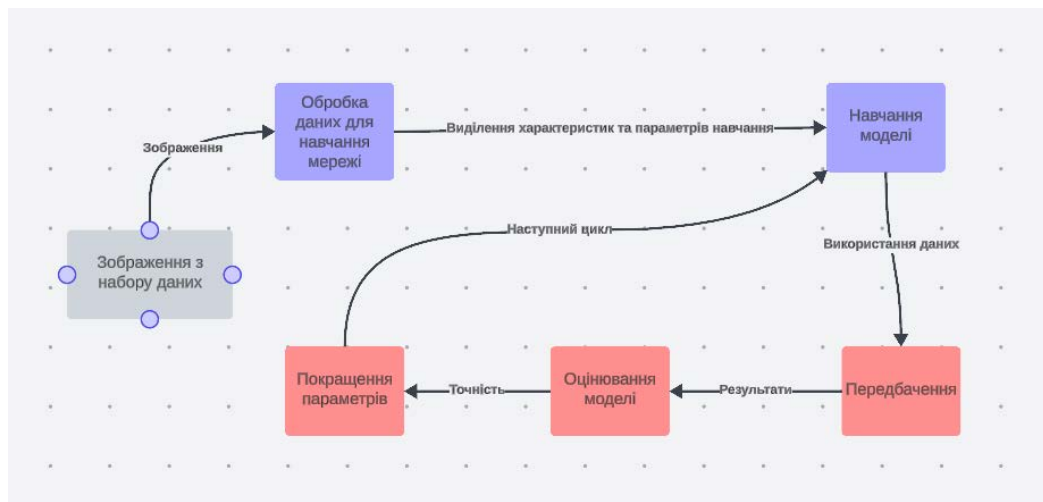 Обробка
даних для
навчання
мережі
Виділення характеристик та параметрів навчання
Навчання
моделі
Зображення
Наступний цикл
Використання даних
Зображення з
набору даних
Покращення
параметрів
Точність
Оцінювання
моделі
Результати
Передбачення